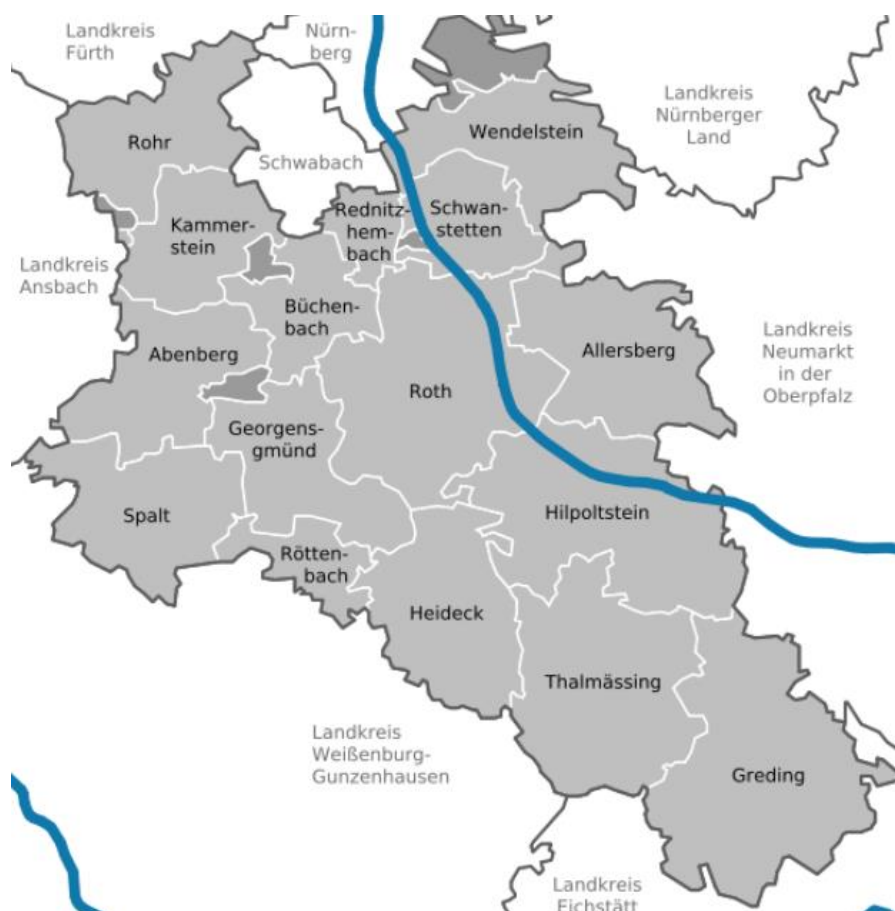 Landkreis
Fürth
Nürn-
berg
Landkreis
Nürnberger
Land
Wendelstein
Rohr
Schwabach
Rednitz-
hem-
bach
Schwan-
stetten
Kammer-
stein
Landkreis
Ansbach
Büchen-
bach
Abenberg
Allersberg
Landkreis
Neumarkt
in der
Oberpfalz
Roth
Georgens-
gmünd
Spalt
Hilpoltstein
Rötten-
bach
Heideck
Thalmässing
Landkreis
Weißenburg-
Gunzenhausen
Greding
Landkreis
Eichstätt